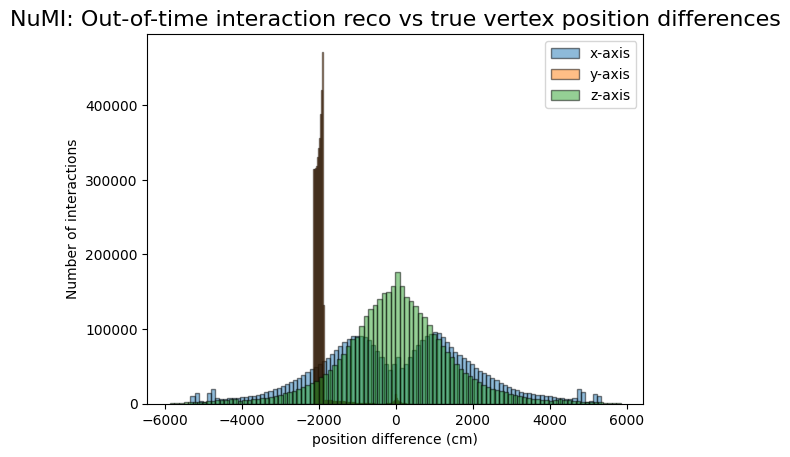 NuMI: Out-of-time interaction reco vs true vertex position differences
x-axis
y-axis
z-axis
Number of interactions
400000
300000
200000
100000
0
−6000 −4000 −2000 0 2000 4000 6000
position difference (cm)